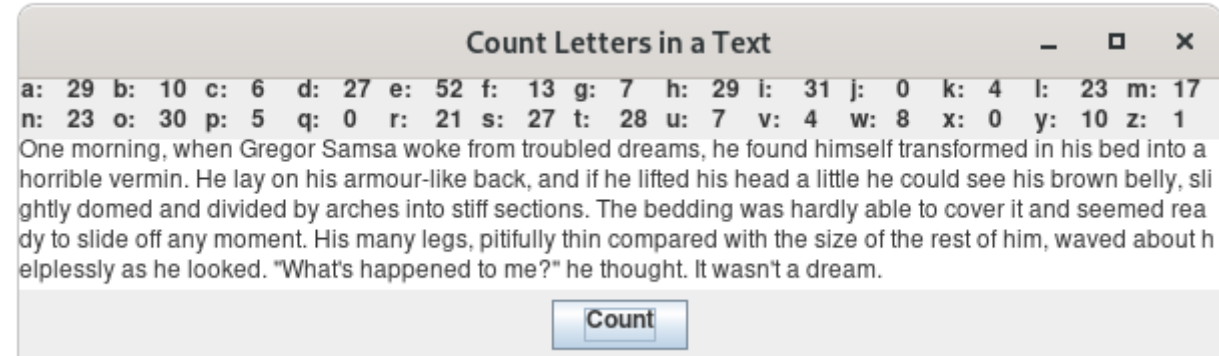 Count Letters in a Text
a: 29 b: 10 c: 6 d: 27 e: 52 f: 13 g: 7 h: 29 i: 31 j: 0 k: 4 l: 23 m: 17
n: 23 o: 30 p: 5 q: 0 r: 21 s: 27 t: 28 u: 7 v: 4 w: 8 x: 0 y: 10 z: 1
One morning, when Gregor Samsa woke from troubled dreams, he found himself transformed in his bed into a
horrible vermin. He lay on his armour-like back, and if he lifted his head a little he could see his brown belly, sli
ghtly domed and divided by arches into stiff sections. The bedding was hardly able to cover it and seemed rea
dy to slide off any moment. His many legs, pitifully thin compared with the size of the rest of him, waved about h
elplessly as he looked. "What's happened to me?" he thought. It wasn't a dream.
Count